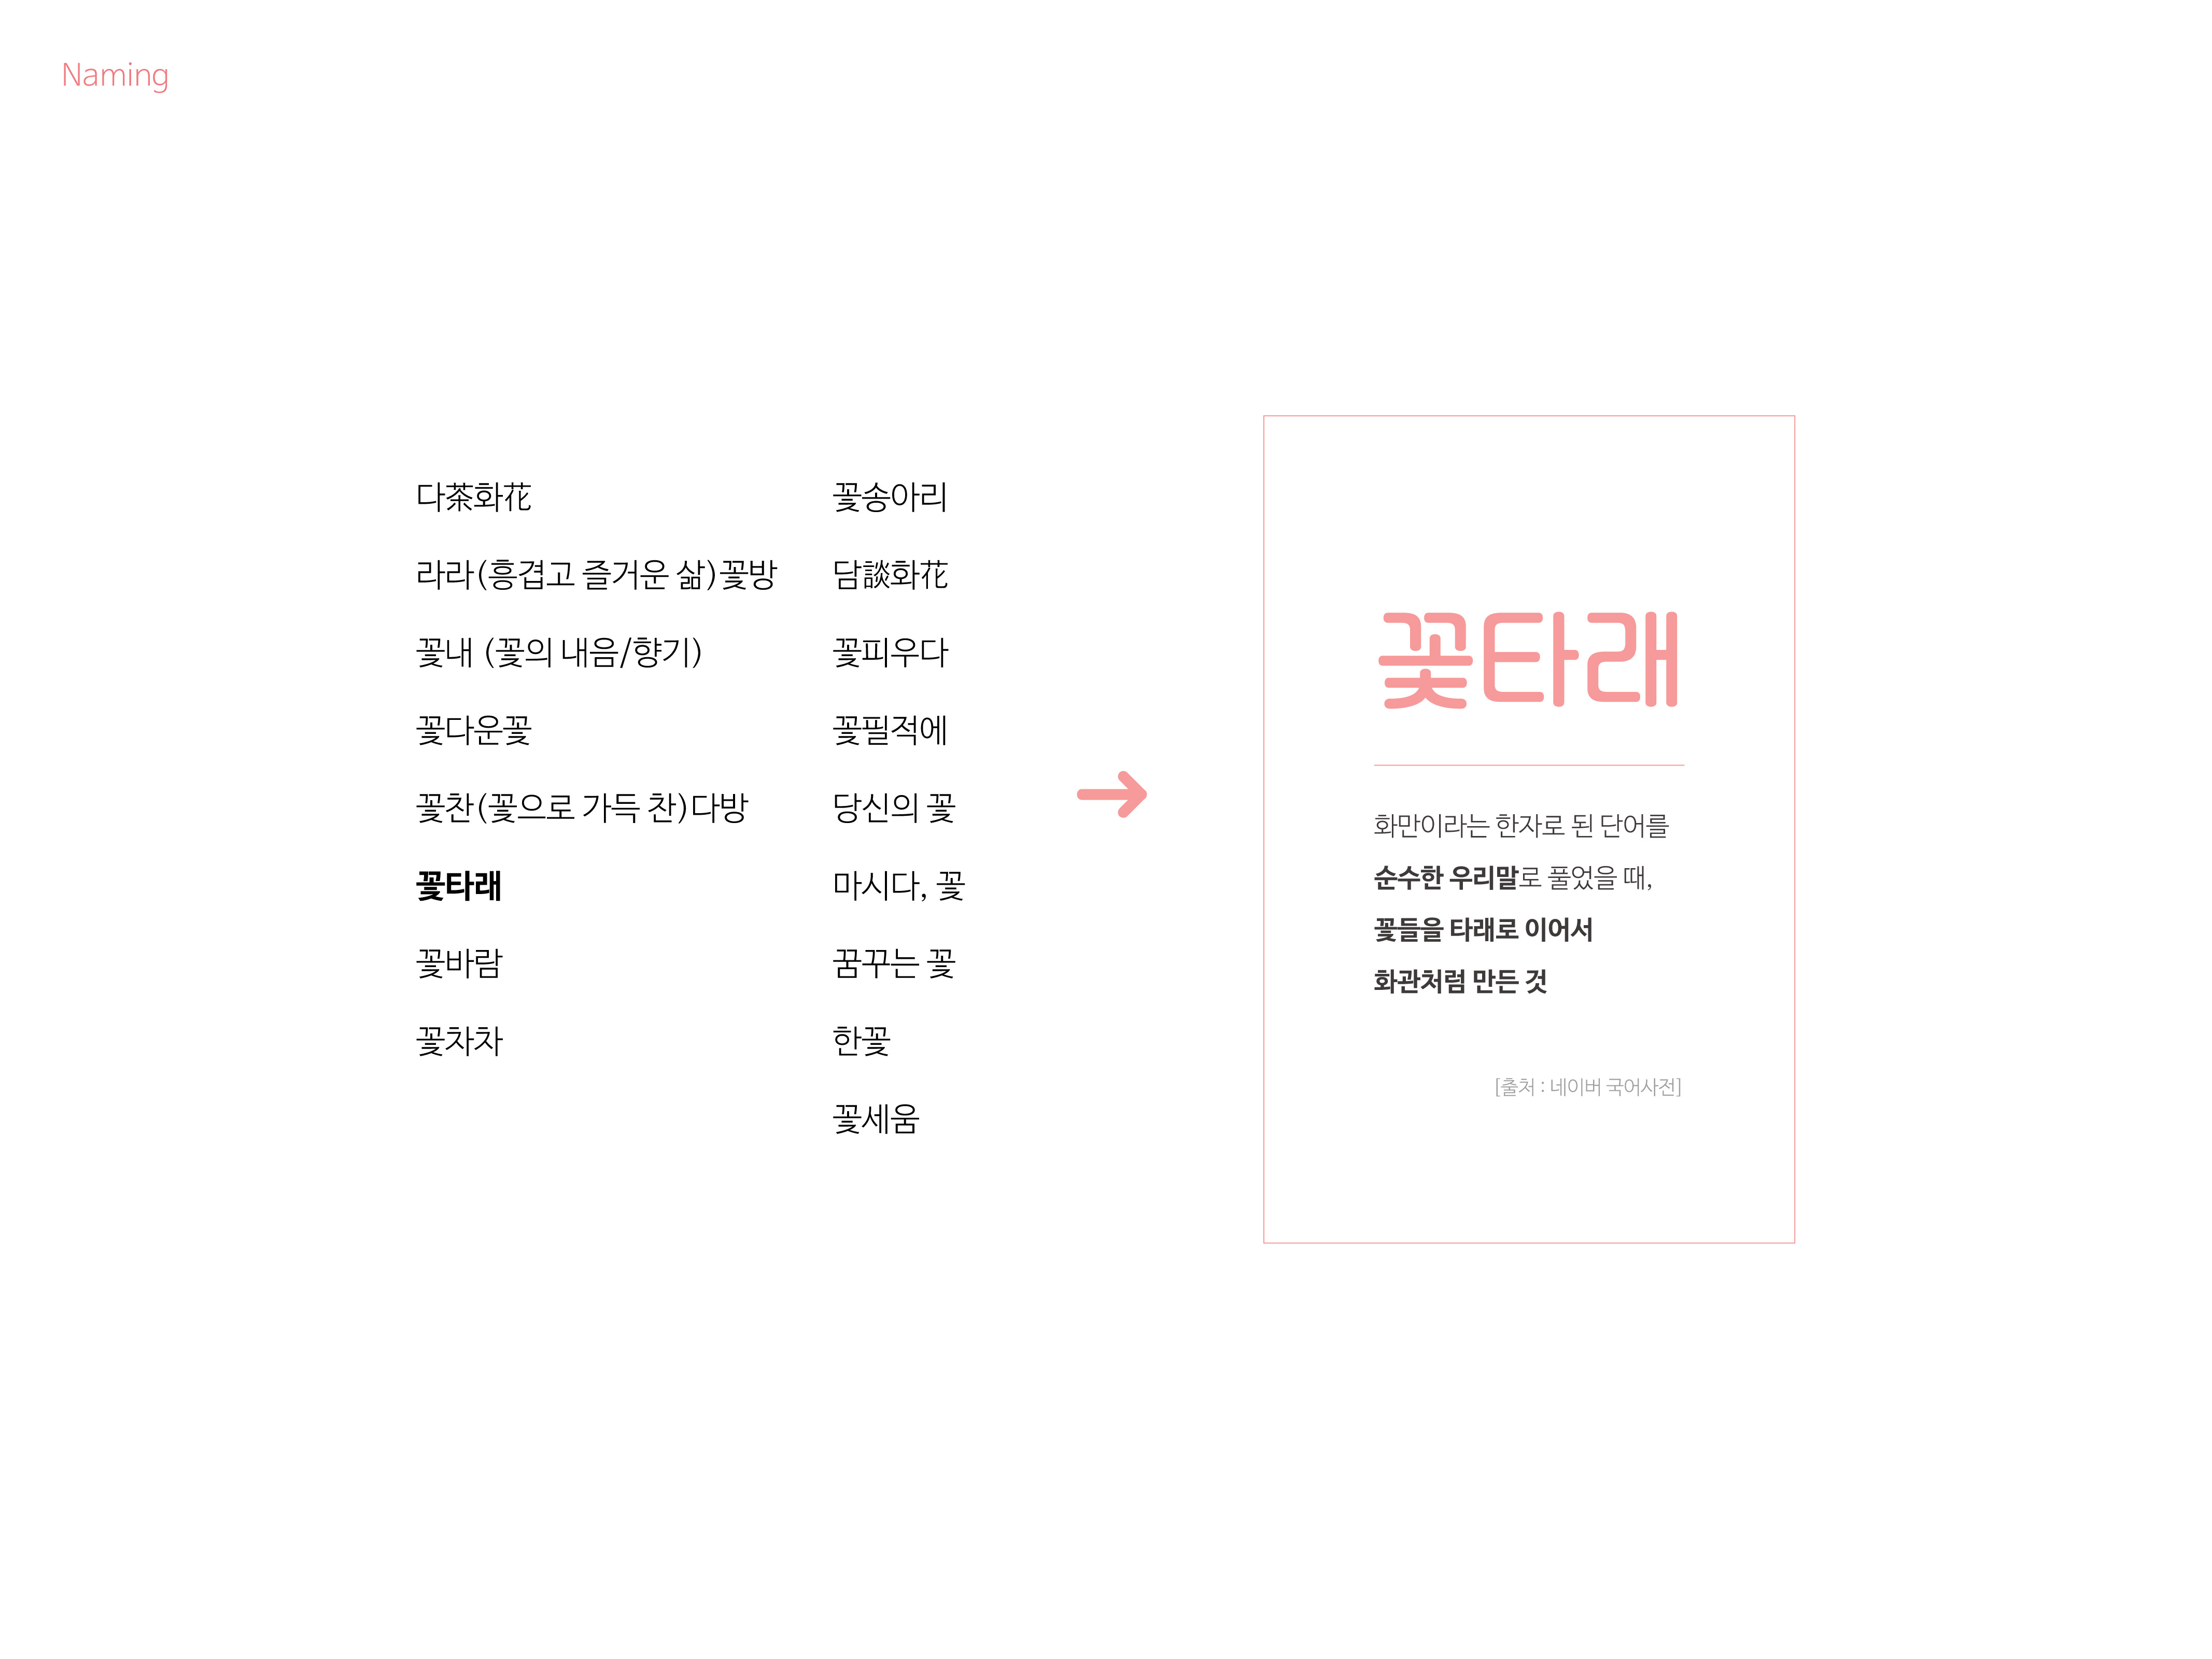 Naming
다茶화花
라라(흥겹고 즐거운 삶)꽃방
꽃내 (꽃의 내음/향기)
꽃다운꽃
꽃찬(꽃으로 가득 찬)다방
꽃타래
꽃바람
꽃차차
꽃송아리
담談화花
꽃피우다
꽃필적에
당신의 꽃
마시다, 꽃
꿈꾸는 꽃
한꽃
꽃세움
꽃타래
화만이라는 한자로 된 단어를
순수한 우리말로 풀었을 때,
꽃들을 타래로 이어서
화관처럼 만든 것
[출처 : 네이버 국어사전]